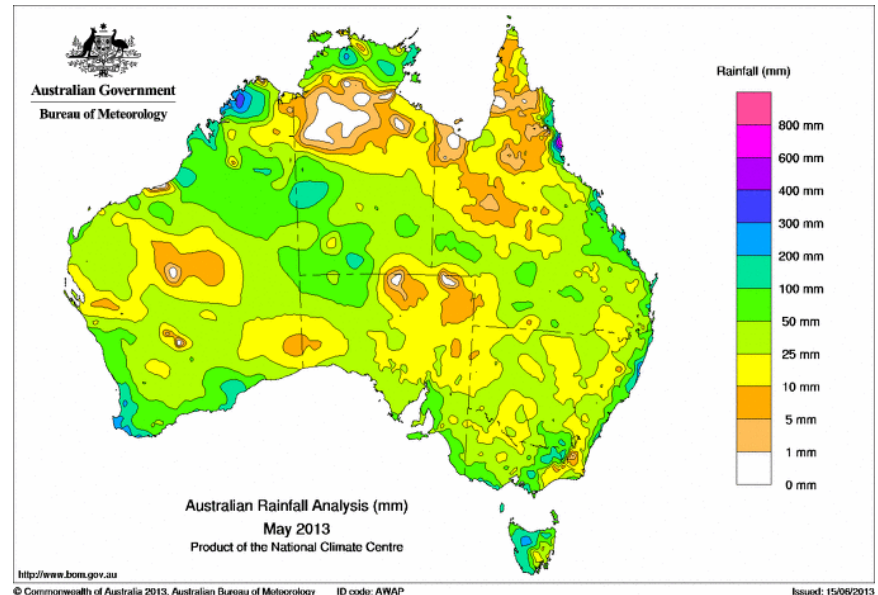 Australian Government
Bureau of Meteorology
Rainfall (mm)
800 mm
600 mm
400 mm
300 mm
200 mm
100 mm
50 mm
25 mm
10 mm
5 mm
1 mm
0 mm
Australian Rainfall Analysis (mm)
May 2013
Product of the National Climate Centre
http://www.bom.gov.au
© Commonwealth of Australia 2013, Australian Bureau of Meteorology ID code: AWAP Issued: 15/06/2013